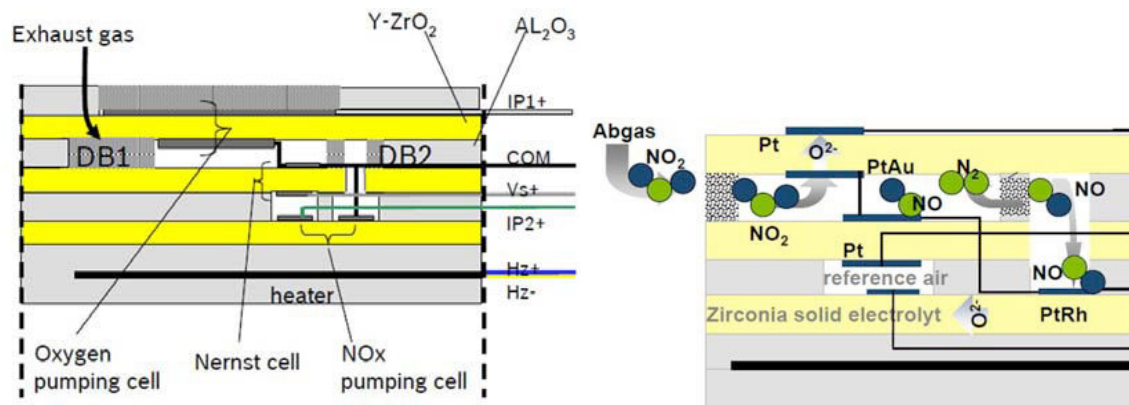 Y-ZrO2
AL2O3
Exhaust gas
DB1
DB2
IP1+
COM
Vs+
IP2+
Hz+
Hz-
heater
Oxygen
pumping cell
Nernst cell
NOx
pumping cell
Abgas
NO2
Pt
O2-
PtAu
N2
NO
NO
NO2
Pt
reference air
NO
Zirconia solid electrolyt
O2-
PtRh